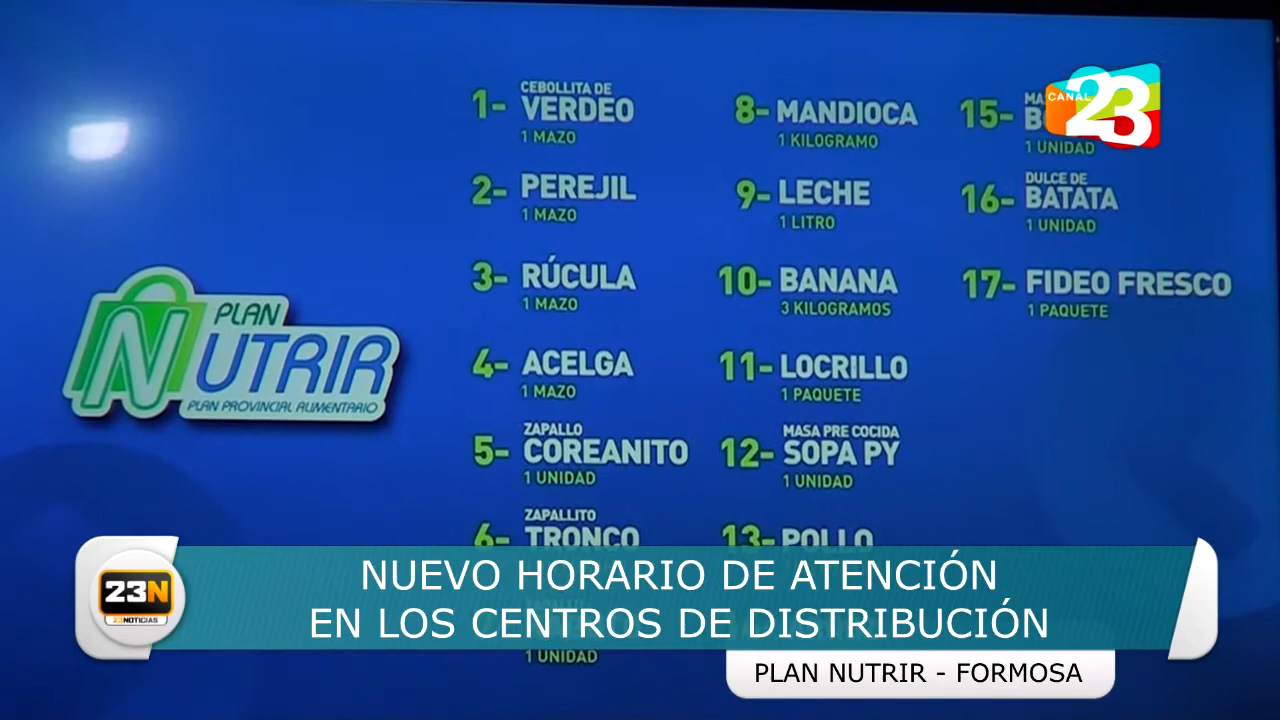 CANAL 23
PLAN
NUTRIR
PLAN PROVINCIAL ALIMENTARIO
1- CEBOLLITA DE
VERDEO
1 MAZO
2- PEREJIL
1 MAZO
3- RÚCULA
1 MAZO
4- ACELGA
1 MAZO
5- ZAPALLO
COREANITO
1 UNIDAD
6- ZAPALLITO
TRONCO
1 UNIDAD
8- MANDIOCA
1 KILOGRAMO
9- LECHE
1 LITRO
10- BANANA
3 KILOGRAMOS
11- LOCRILLO
1 PAQUETE
12- MASA PRE COCIDA
SOPA PY
1 UNIDAD
13- POLLO
15-
1 UNIDAD
16- DULCE DE
BATATA
1 UNIDAD
17- FIDEO FRESCO
1 PAQUETE
23N
23NOTICIAS
NUEVO HORARIO DE ATENCIÓN
EN LOS CENTROS DE DISTRIBUCIÓN
PLAN NUTRIR - FORMOSA